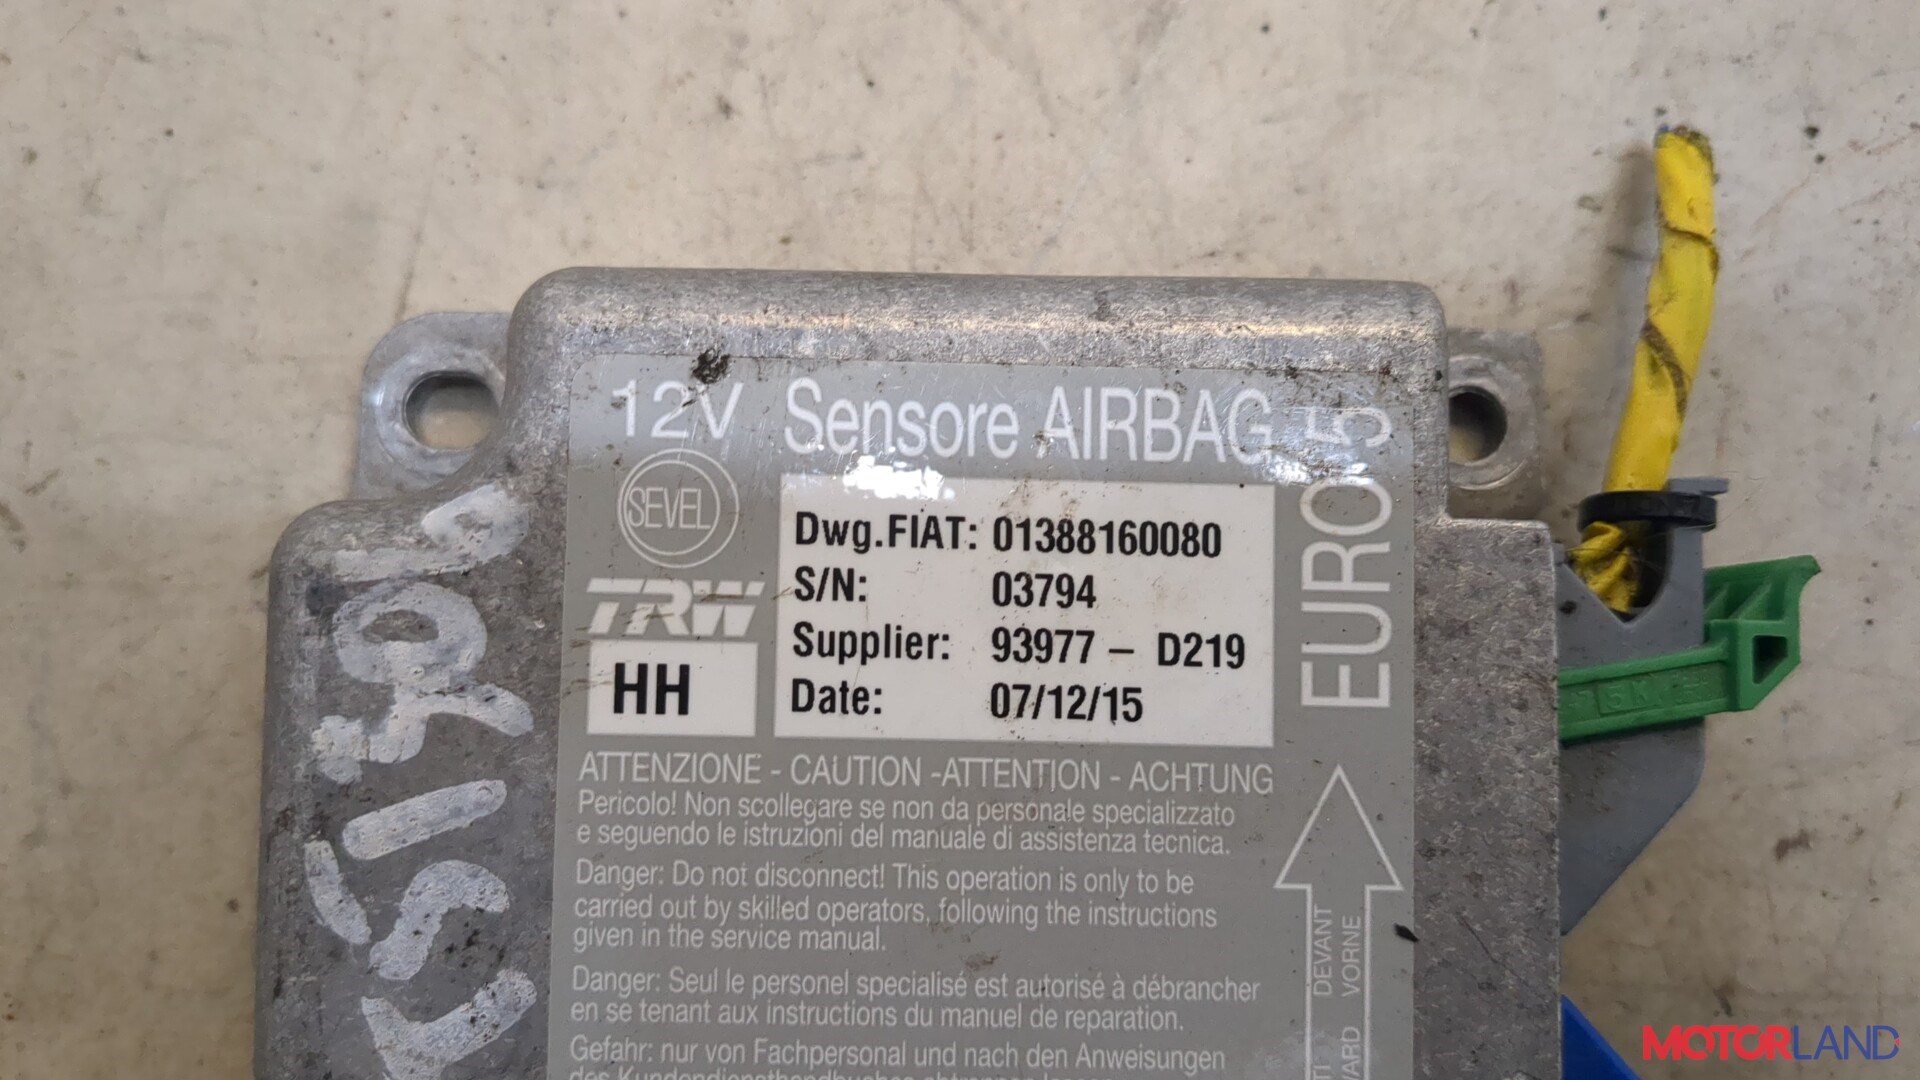 12V Sensore AIRBAG
SEVEL
TRW
HH
Dwg.FIAT: 01388160080
S/N: 03794
Supplier: 93977 – D219
Date: 07/12/15
EURO5
ATTENZIONE - CAUTION -ATTENTION - ACHTUNG
Pericolo! Non scollegare se non da personale specializzato
e seguendo le istruzioni del manuale di assistenza tecnica.
Danger: Do not disconnect! This operation is only to be
carried out by skilled operators, following the instructions
given in the service manual.
Danger: Seul le personel specialisé est autorisé à débrancher
en se tenant aux instructions du manuel de reparation.
Gefahr: nur von Fachpersonal und nach den Anweisungen
DEVANT
VORNE
MOTORLAND